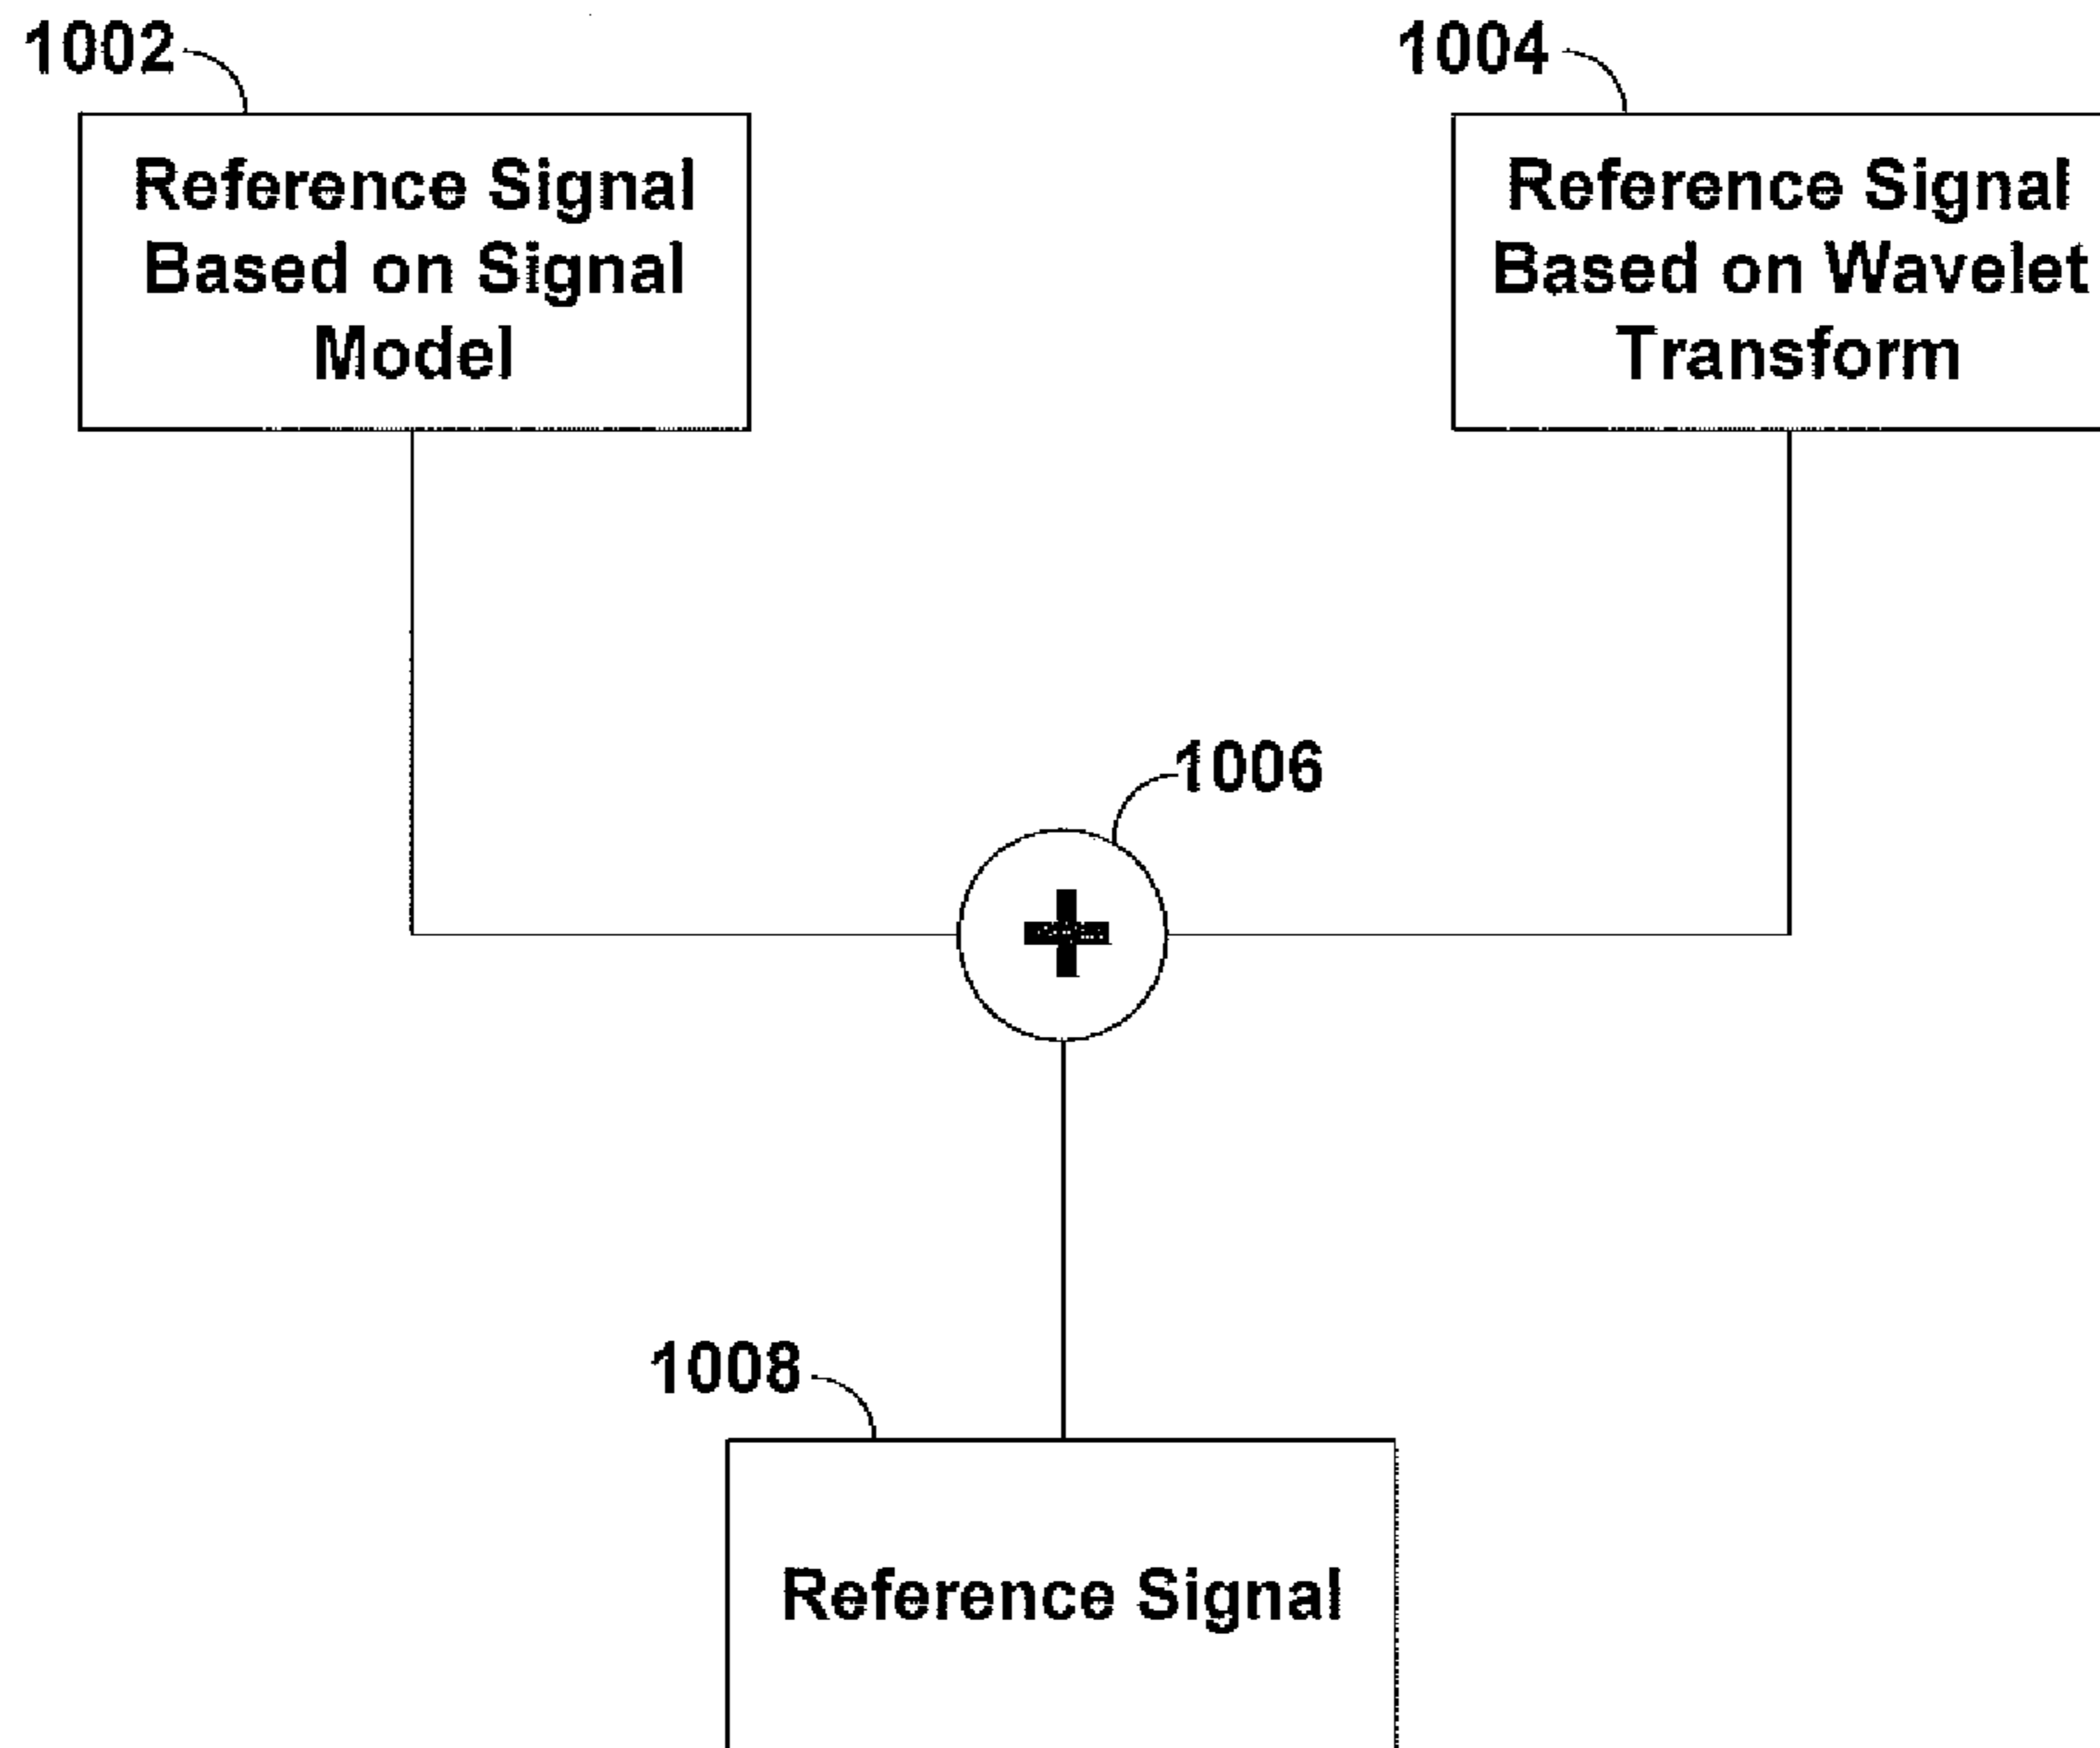 1002
Reference Signal
Based on Signal
Model
1004
Reference Signal
Based on Wavelet
Transform
1006
+
1008
Reference Signal